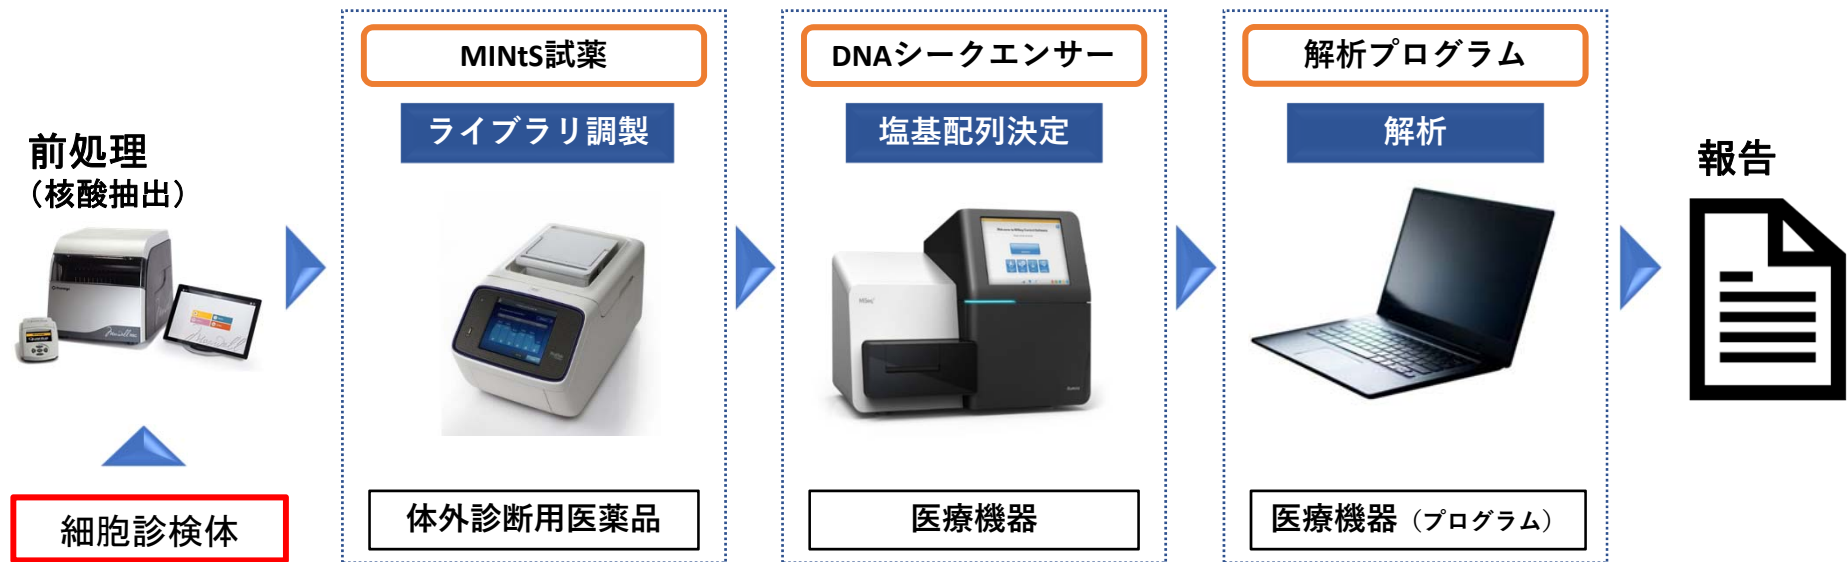 前処理
（核酸抽出）
細胞診検体
MINtS試薬
ライブラリ調製
体外診断用医薬品
DNAシークエンサー
塩基配列決定
MiSeq
医療機器
解析プログラム
解析
医療機器（プログラム）
報告